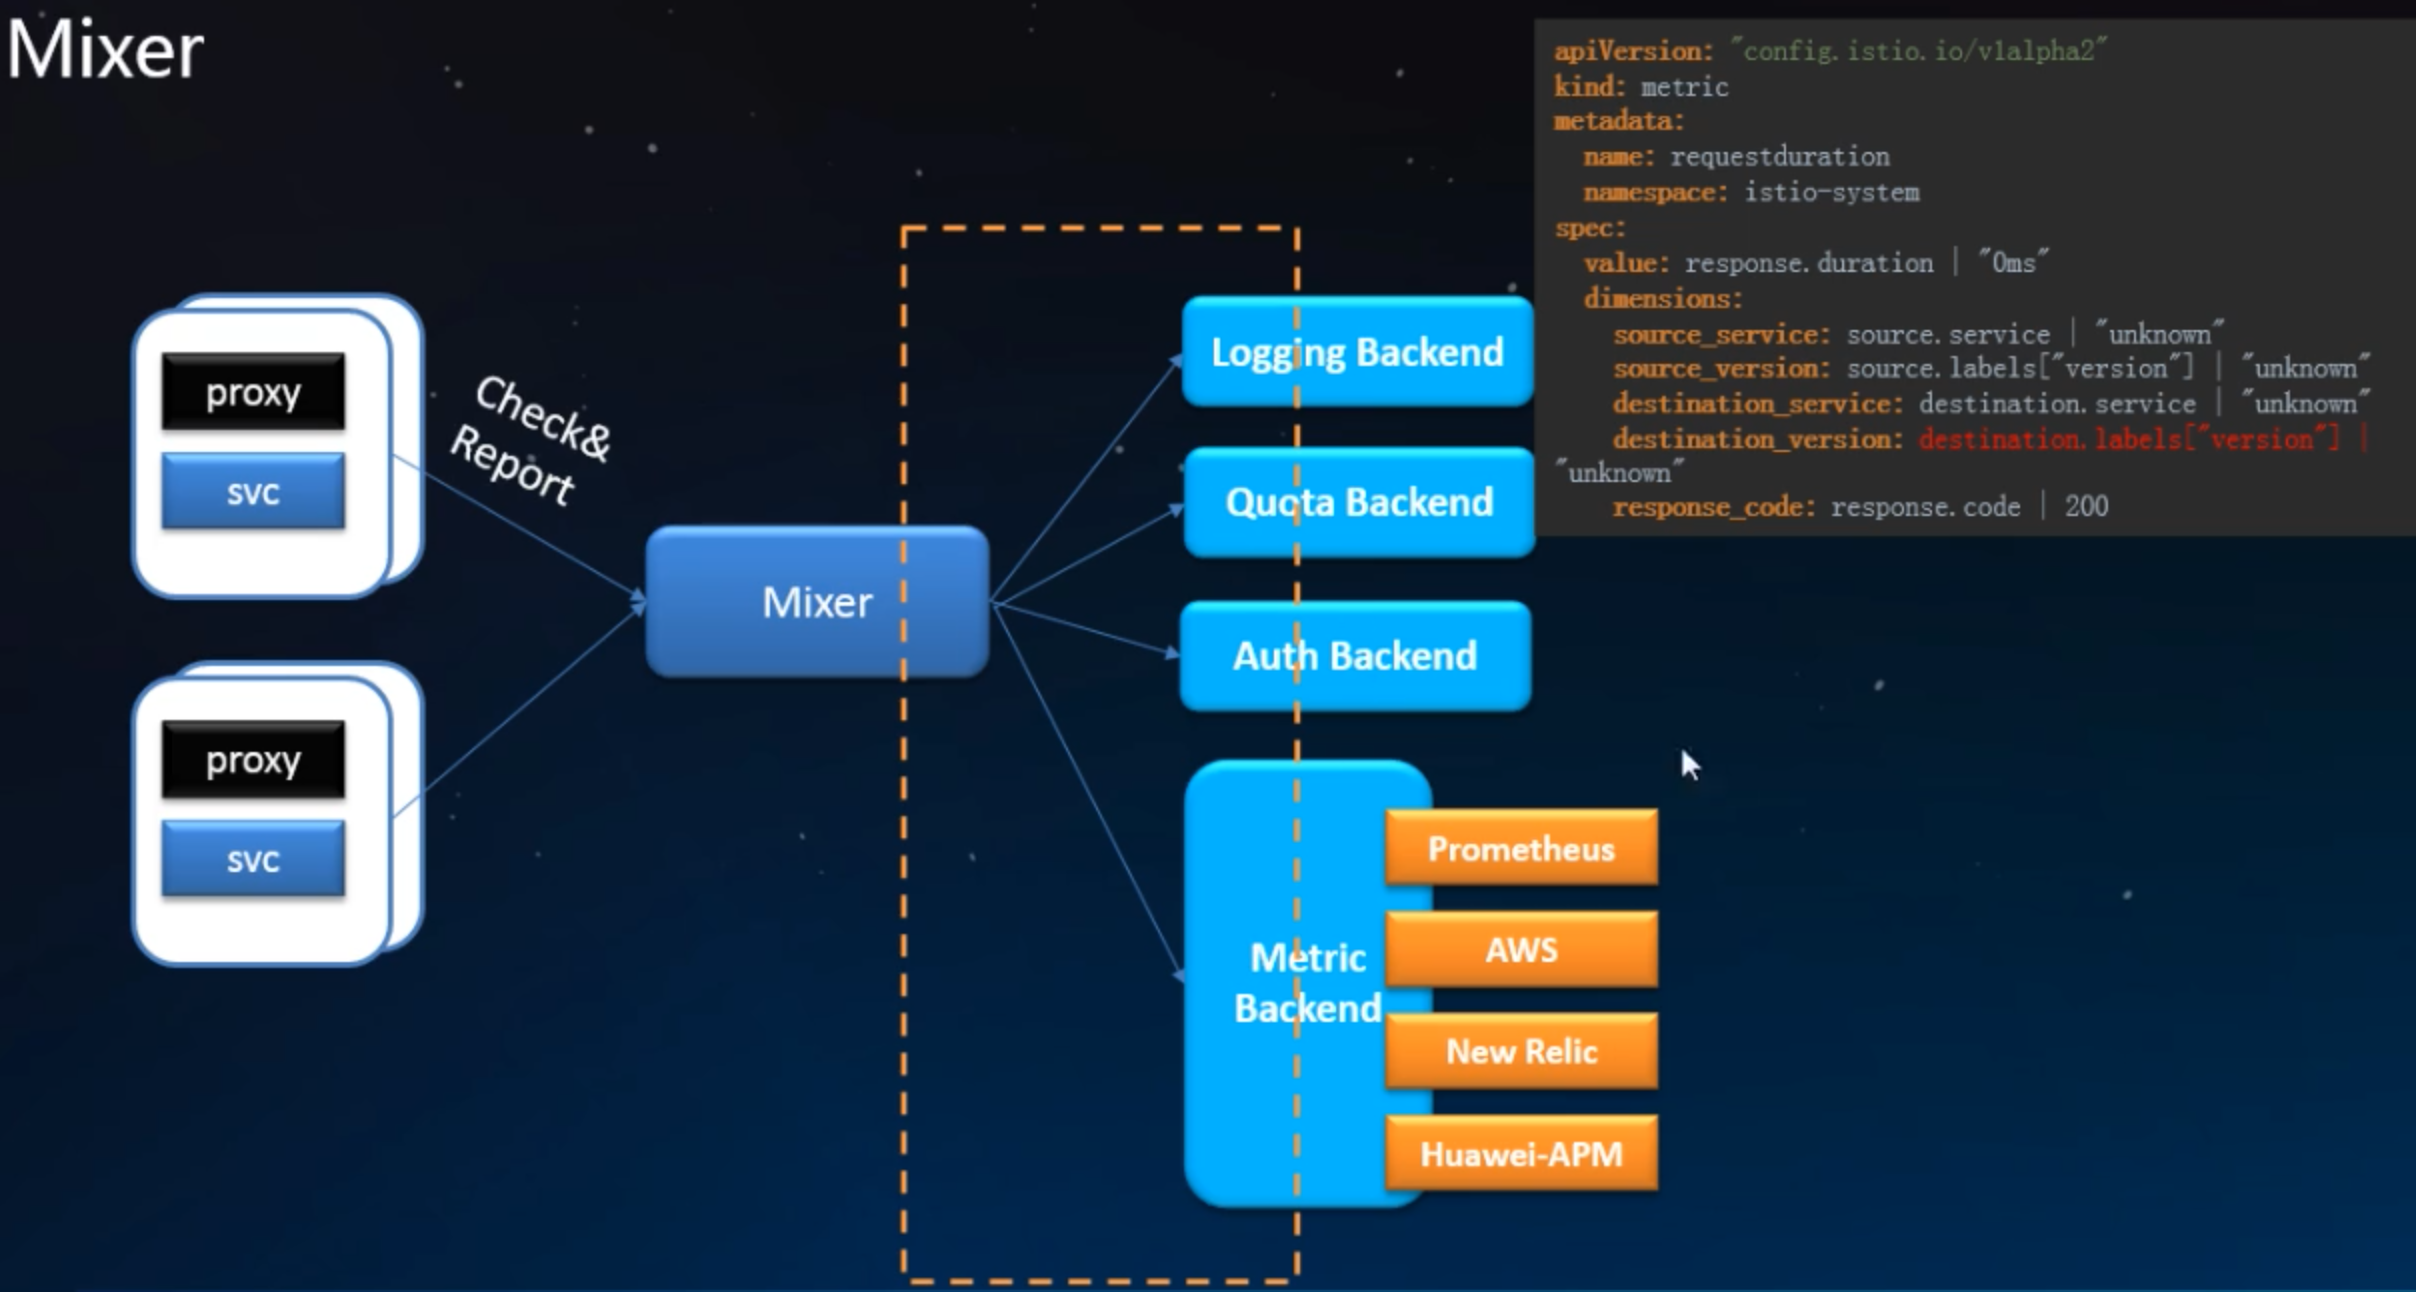 Mixer
apiVersion: "config.istio.io/v1alpha2"
kind: metric
metadata:
  name: requestduration
  namespace: istio-system
spec:
  value: response.duration | "0ms"
  dimensions:
    source_service: source.service | "unknown"
    source_version: source.labels["version"] | "unknown"
    destination_service: destination.service | "unknown"
    destination_version: destination.labels["version"] |
"unknown"
    response_code: response.code | 200
proxy
svc
Check&
Report
proxy
svc
Mixer
Logging Backend
Quota Backend
Auth Backend
Metric
Backend
Prometheus
AWS
New Relic
Huawei-APM